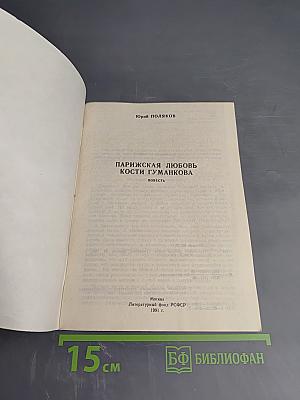 Юрий ПОЛЯКОВ
ПАРИЖСКАЯ ЛЮБОВЬ
КОСТИ ГУМАНКОВА
ПОВЕСТЬ
Москва
Литературный фонд РСФСР
1991 г.
15 см
БФ БИБЛИОФАН